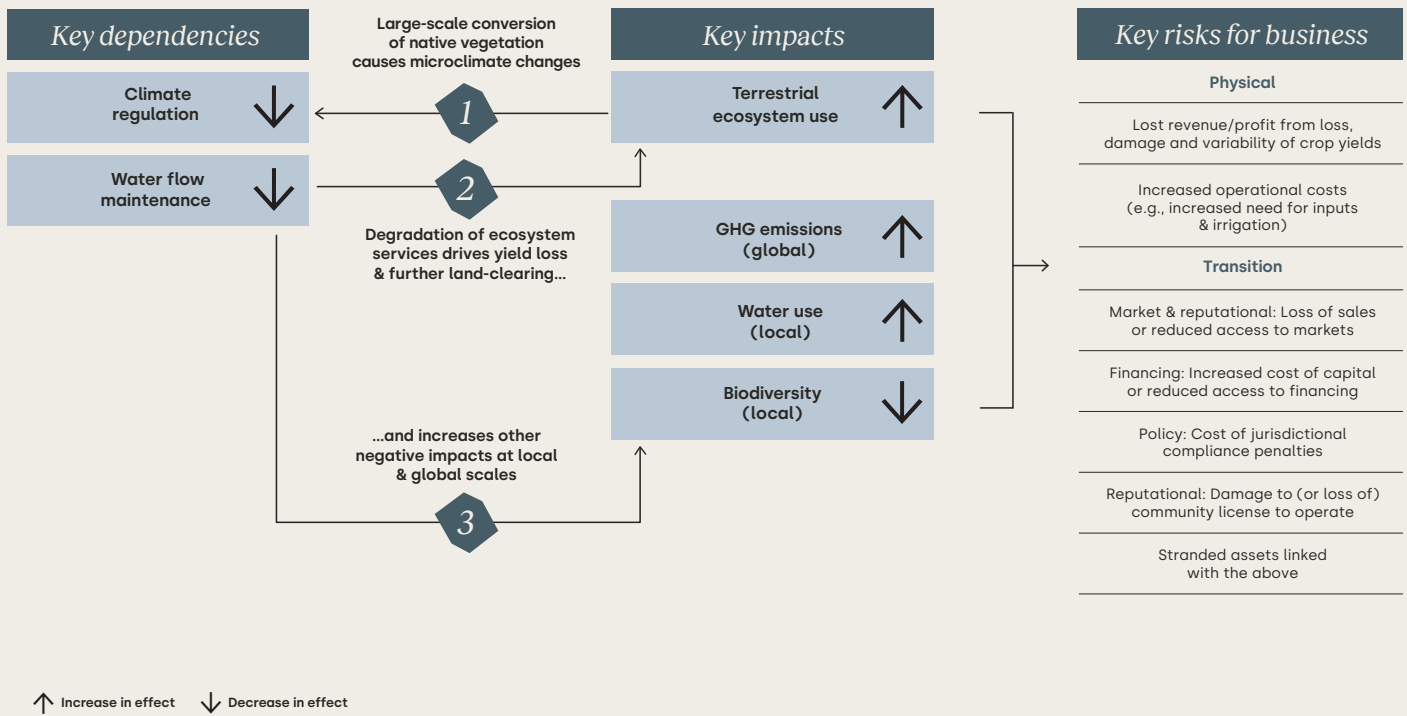 Key dependencies
Climate
regulation
Water flow
maintenance
Large-scale conversion
of native vegetation
causes microclimate changes
1
2
Degradation of ecosystem
services drives yield loss
& further land-clearing...
...and increases other
negative impacts at local
& global scales
3
Key impacts
Terrestrial
ecosystem use
GHG emissions
(global)
Water use
(local)
Biodiversity
(local)
Key risks for business
Physical
Lost revenue/profit from loss,
damage and variability of crop yields
Increased operational costs
(e.g., increased need for inputs
& irrigation)
Transition
Market & reputational: Loss of sales
or reduced access to markets
Financing: Increased cost of capital
or reduced access to financing
Policy: Cost of jurisdictional
compliance penalties
Reputational: Damage to (or loss of)
community license to operate
Stranded assets linked
with the above
Increase in effect
Decrease in effect